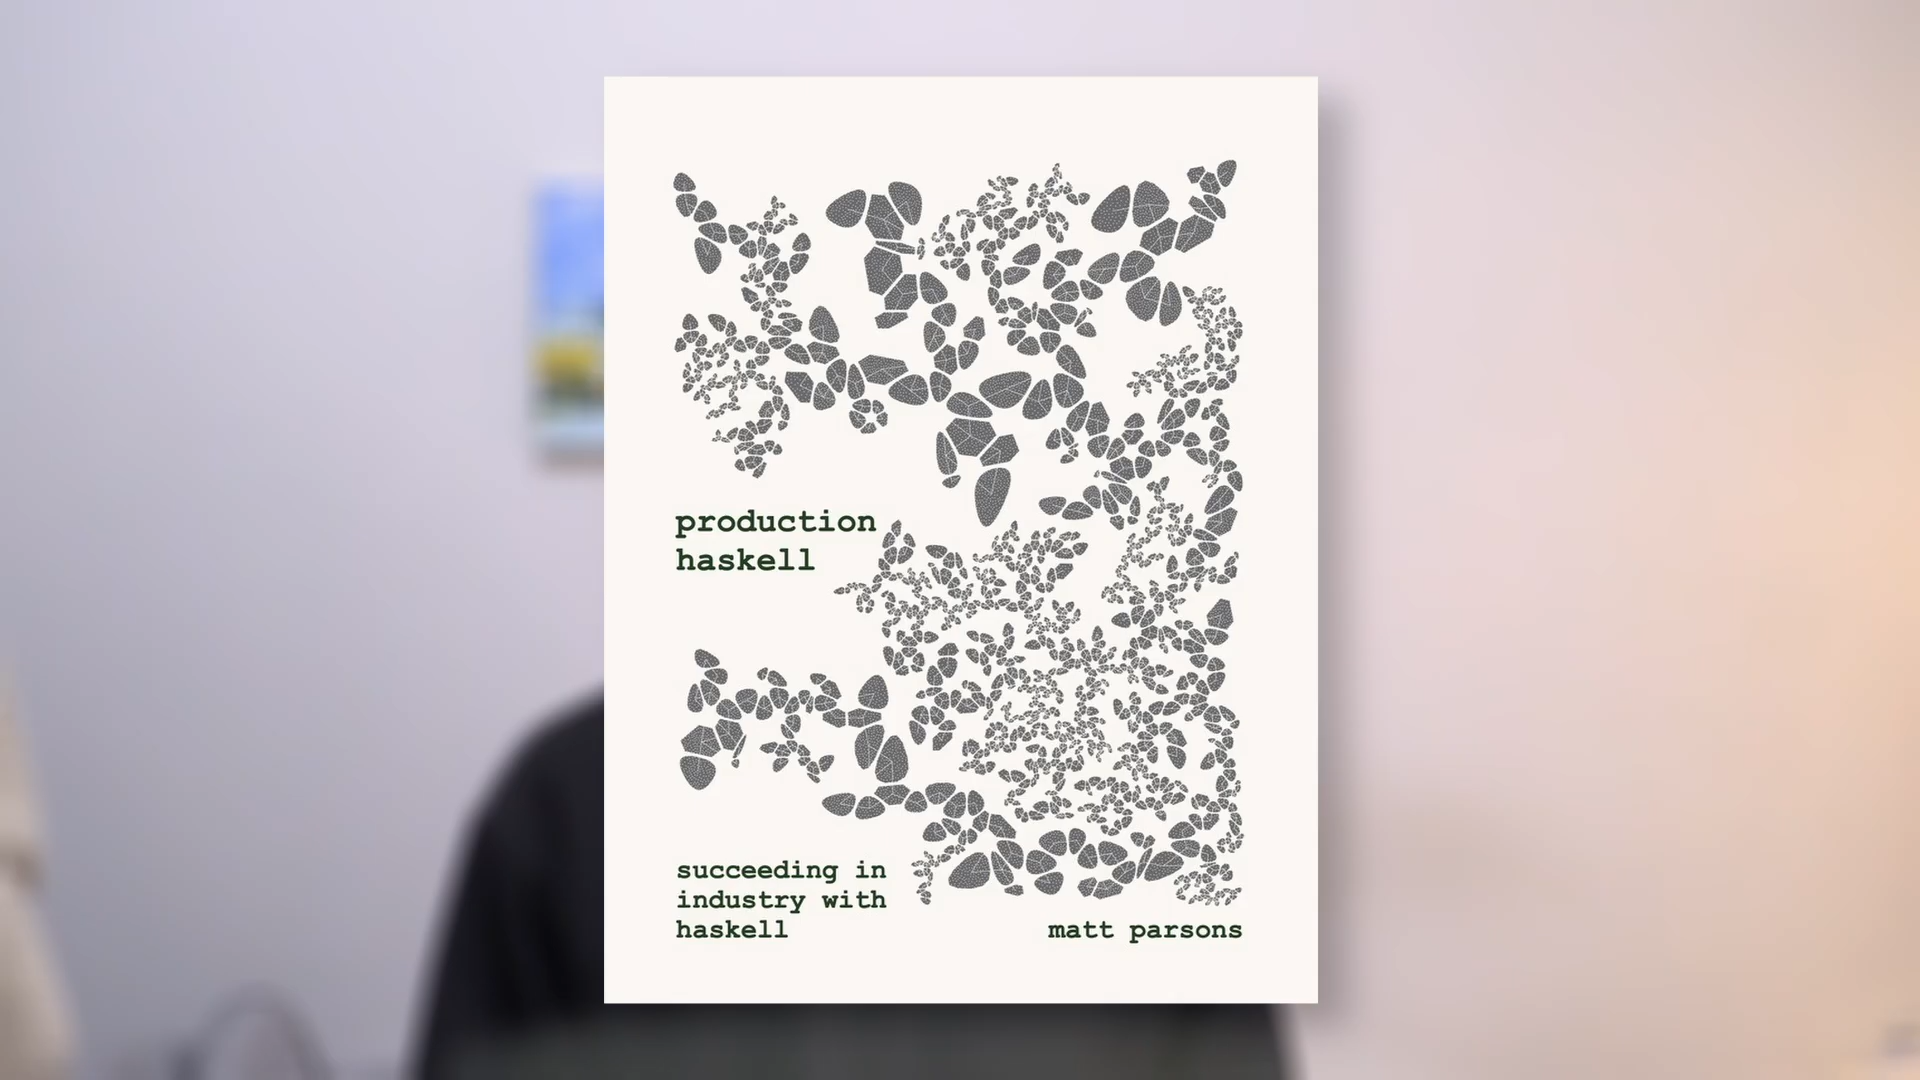 production
haskell
succeeding in
industry with
haskell
matt parsons